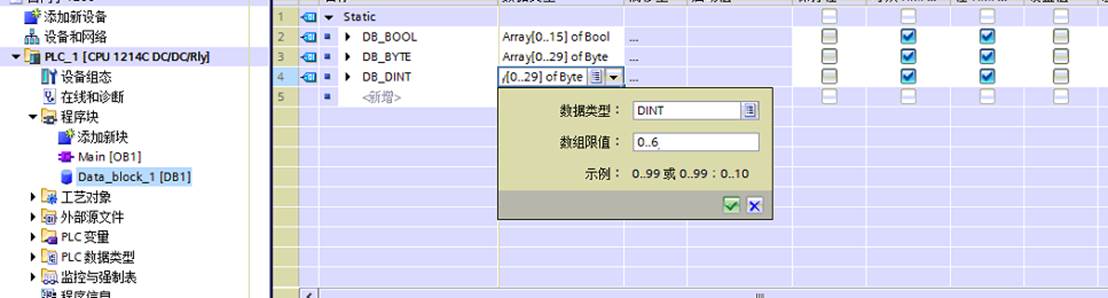 添加新设备
设备和网络
PLC_1 [CPU 1214C DC/DC/Rly]
设备组态
在线和诊断
程序块
添加新块
Main [OB1]
Data_block_1 [DB1]
工艺对象
外部源文件
PLC 变量
PLC 数据类型
监控与强制表
程序信息
数据类型
1 Static
2 DB_BOOL Array[0..15] of Bool ...
3 DB_BYTE Array[0..29] of Byte ...
4 DB_DINT [0..29] of Byte ...
5 <新增>
数据类型： DINT
数组限值： 0..6
示例： 0..99 或 0..99；0..10